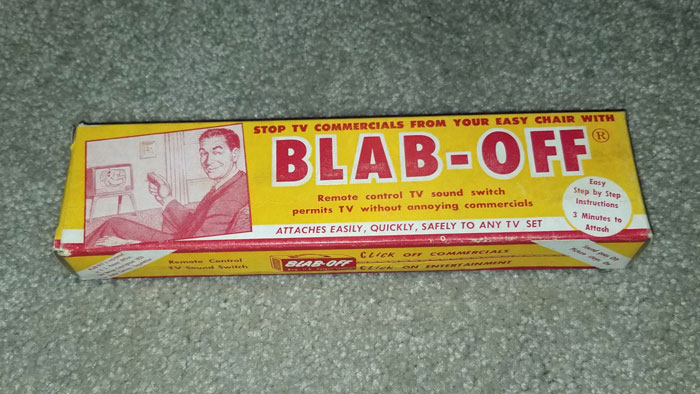 STOP TV COMMERCIALS FROM YOUR EASY CHAIR WITH
BLAB-OFF®
Remote control TV sound switch
permits TV without annoying commercials
ATTACHES EASILY, QUICKLY, SAFELY TO ANY TV SET
Easy
Step by Step
Instructions
3 Minutes to
Attach
Remote Control
TV Sound Switch
BLAB-OFF
CLICK OFF COMMERCIALS
CLICK ON ENTERTAINMENT